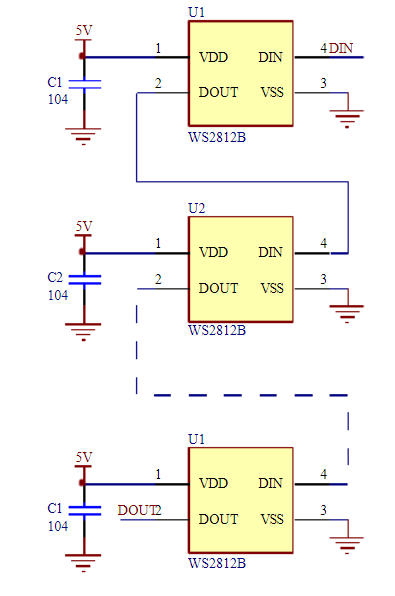 U1
5V
1 VDD DIN 4 DIN
C1
104
2 DOUT VSS 3
WS2812B
U2
5V
1 VDD DIN 4
C2
104
2 DOUT VSS 3
WS2812B
U1
5V
1 VDD DIN 4
C1
104
DOUT 2 DOUT VSS 3
WS2812B